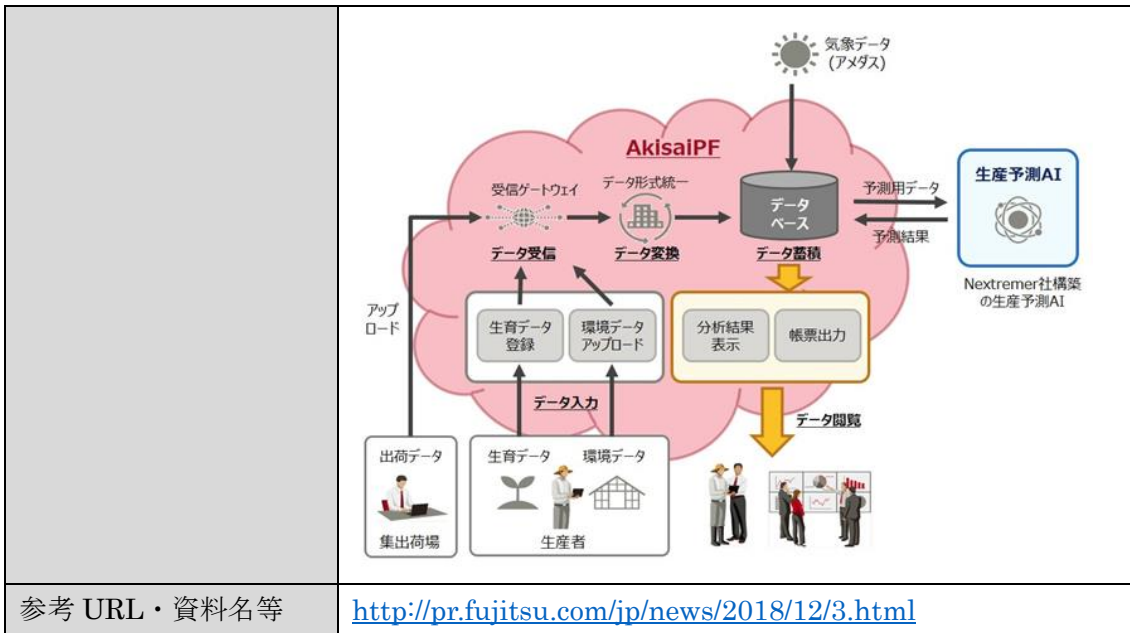 気象データ
(アメダス)
AkisaiPF
受信ゲートウェイ
データ形式統一
データ
ベース
データ受信
データ変換
データ蓄積
予測用データ
予測結果
生産予測AI
Nextremer社構築
の生産予測AI
アップ
ロード
生育データ
登録
環境データ
アップロード
分析結果
表示
帳票出力
データ入力
データ閲覧
出荷データ
集出荷場
生育データ
環境データ
生産者
参考 URL・資料名等
http://pr.fujitsu.com/jp/news/2018/12/3.html